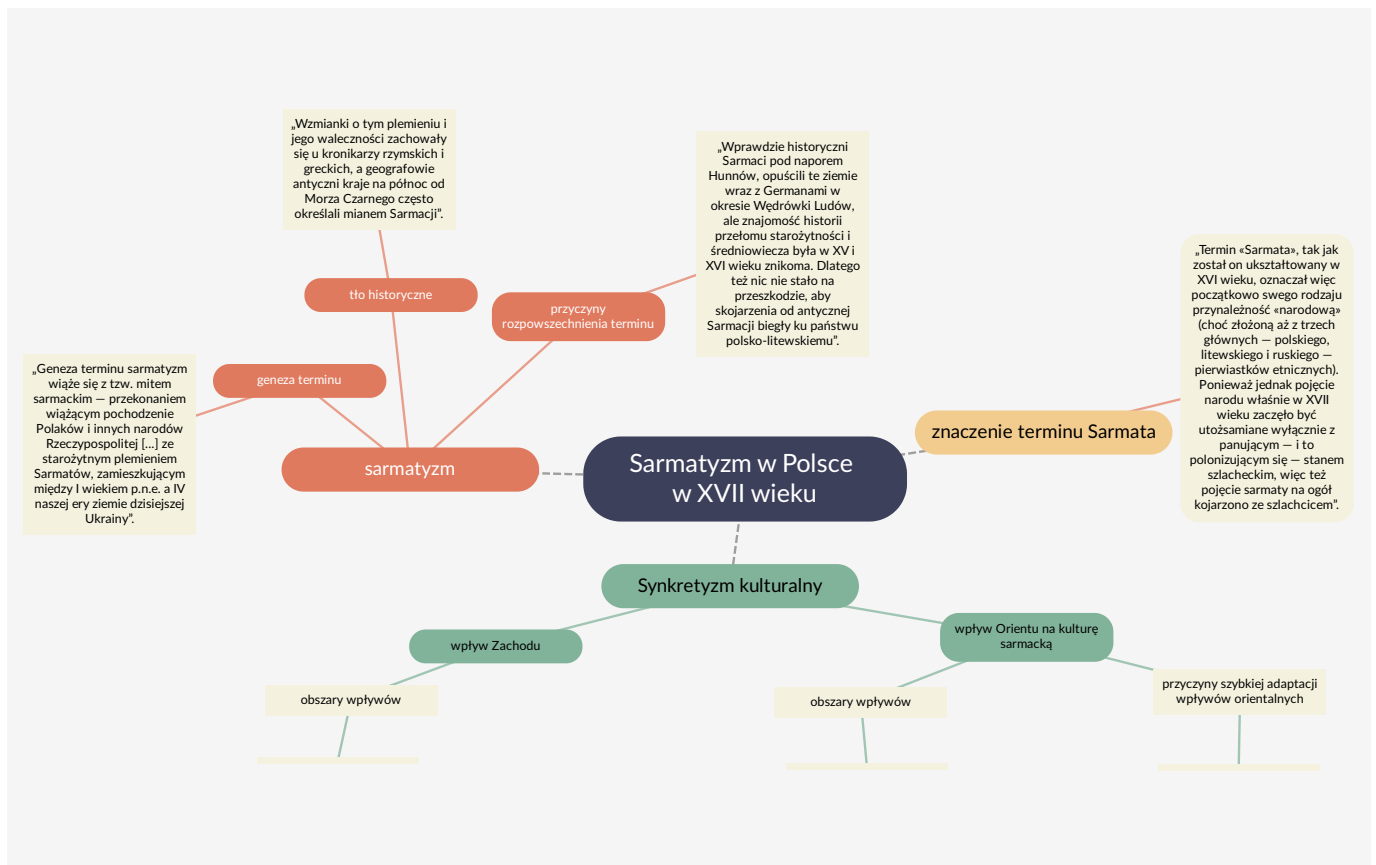 „Wzmianki o tym plemieniu i
jego waleczności zachowały
się u kronikarzy rzymskich i
greckich, a geografowie
antyczni kraje na północ od
Morza Czarnego często
określali mianem Sarmacji”.
„Wprawdzie historyczni
Sarmaci pod naporem
Hunnów, opuścili te ziemie
wraz z Germanami w
okresie Wędrówki Ludów,
ale znajomość historii
przełomu starożytności i
średniowiecza była w XV i
XVI wieku znikoma. Dlatego
też nic nie stało na
przeszkodzie, aby
skojarzenia od antycznej
Sarmacji biegły ku państwu
polsko-litewskiemu”.
„Termin «Sarmata», tak jak
został on ukształtowany w
XVI wieku, oznaczał więc
początkowo swego rodzaju
przynależność «narodową»
(choć złożoną aż z trzech
głównych — polskiego,
litewskiego i ruskiego —
pierwiastków etnicznych).
Ponieważ jednak pojęcie
narodu właśnie w XVII
wieku zaczęło być
utożsamiane wyłącznie z
panującym — i to
polonizującym się — stanem
szlacheckim, więc też
pojęcie sarmaty na ogół
kojarzono ze szlachcicem”.
tło historyczne
przyczyny
rozpowszechnienia terminu
geneza terminu
„Geneza terminu sarmatyzm
wiąże się z tzw. mitem
sarmackim — przekonaniem
wiążącym pochodzenie
Polaków i innych narodów
Rzeczypospolitej [...] ze
starożytnym plemieniem
Sarmatów, zamieszkującym
między I wiekiem p.n.e. a IV
naszej ery ziemie dzisiejszej
Ukrainy”.
sarmatyzm
Sarmatyzm w Polsce
w XVII wieku
znaczenie terminu Sarmata
Synkretyzm kulturalny
wpływ Zachodu
wpływ Orientu na kulturę
sarmacką
obszary wpływów
obszary wpływów
przyczyny szybkiej adaptacji
wpływów orientalnych